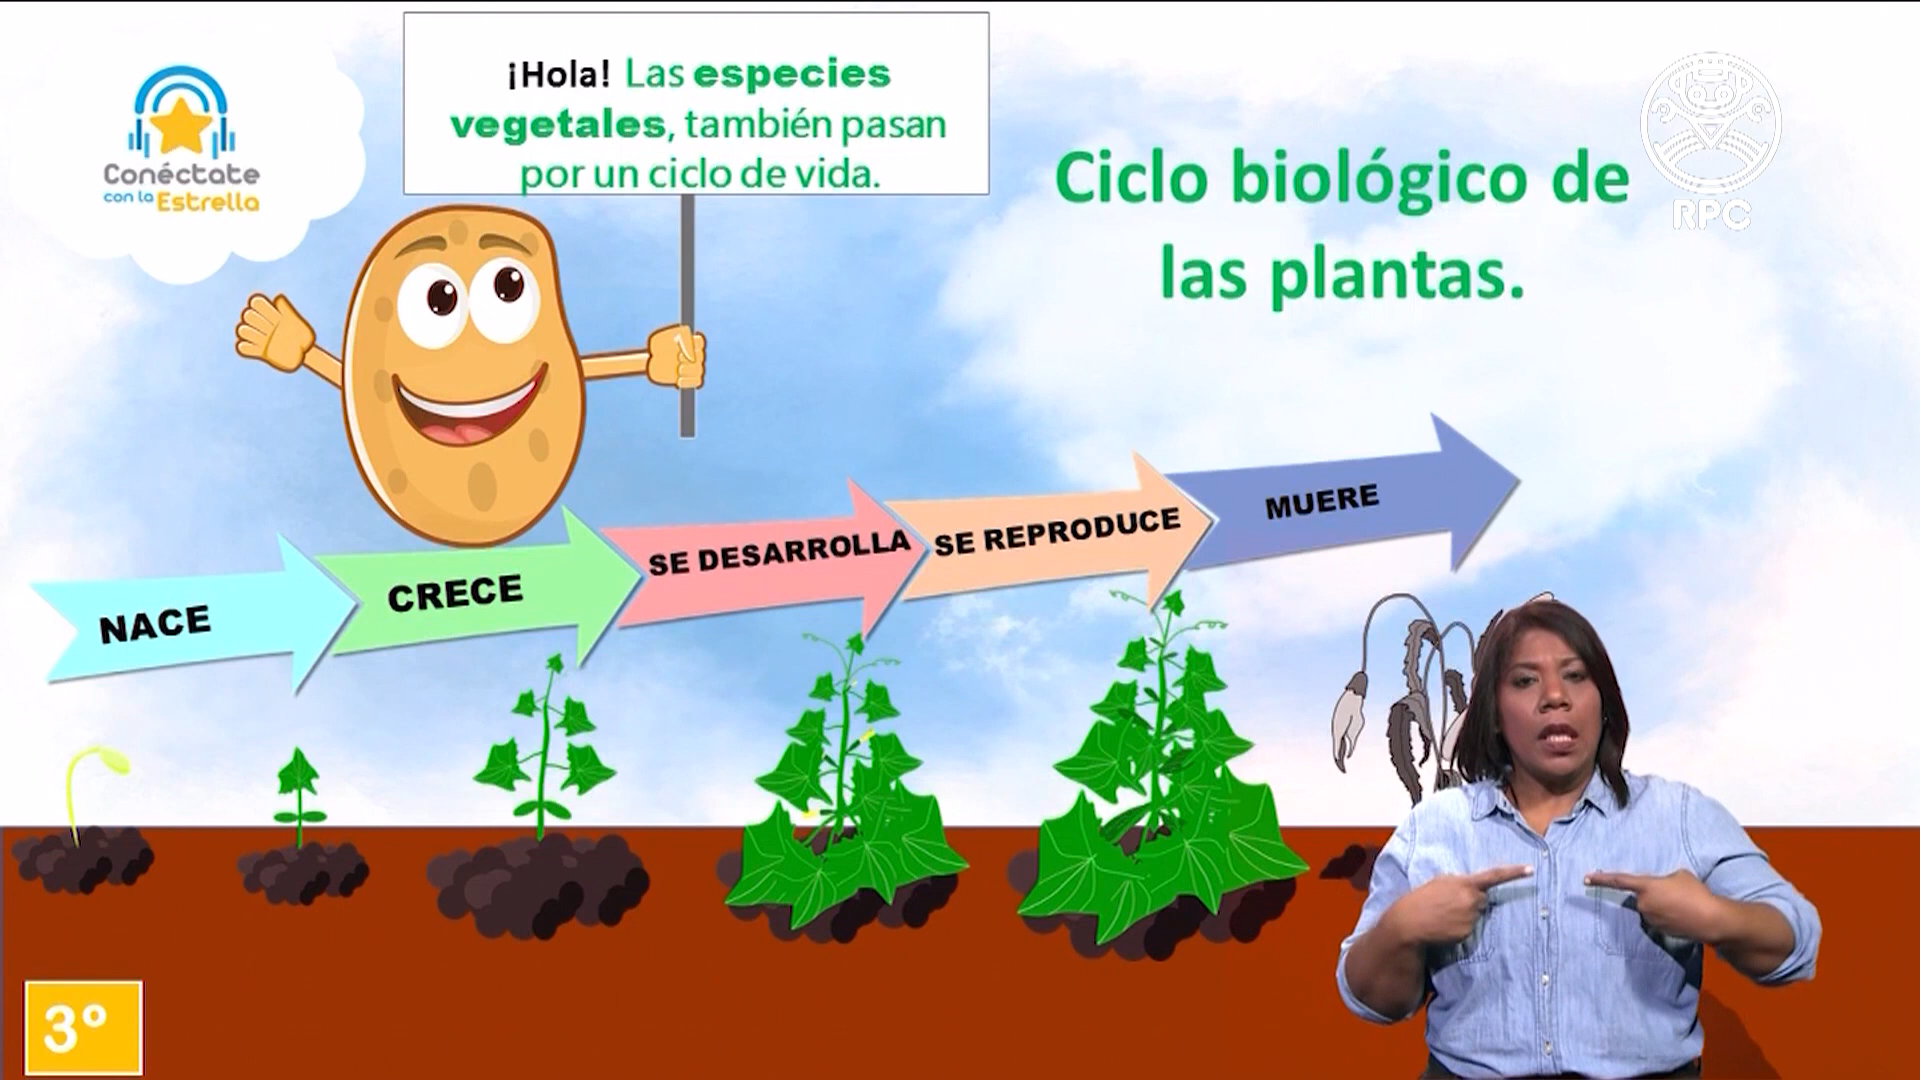 ¡Hola! Las especies
vegetales, también pasan
por un ciclo de vida.
Conéctate
con la Estrella
RPC
Ciclo biológico de
las plantas.
NACE
CRECE
SE DESARROLLA
SE REPRODUCE
MUERE
3º